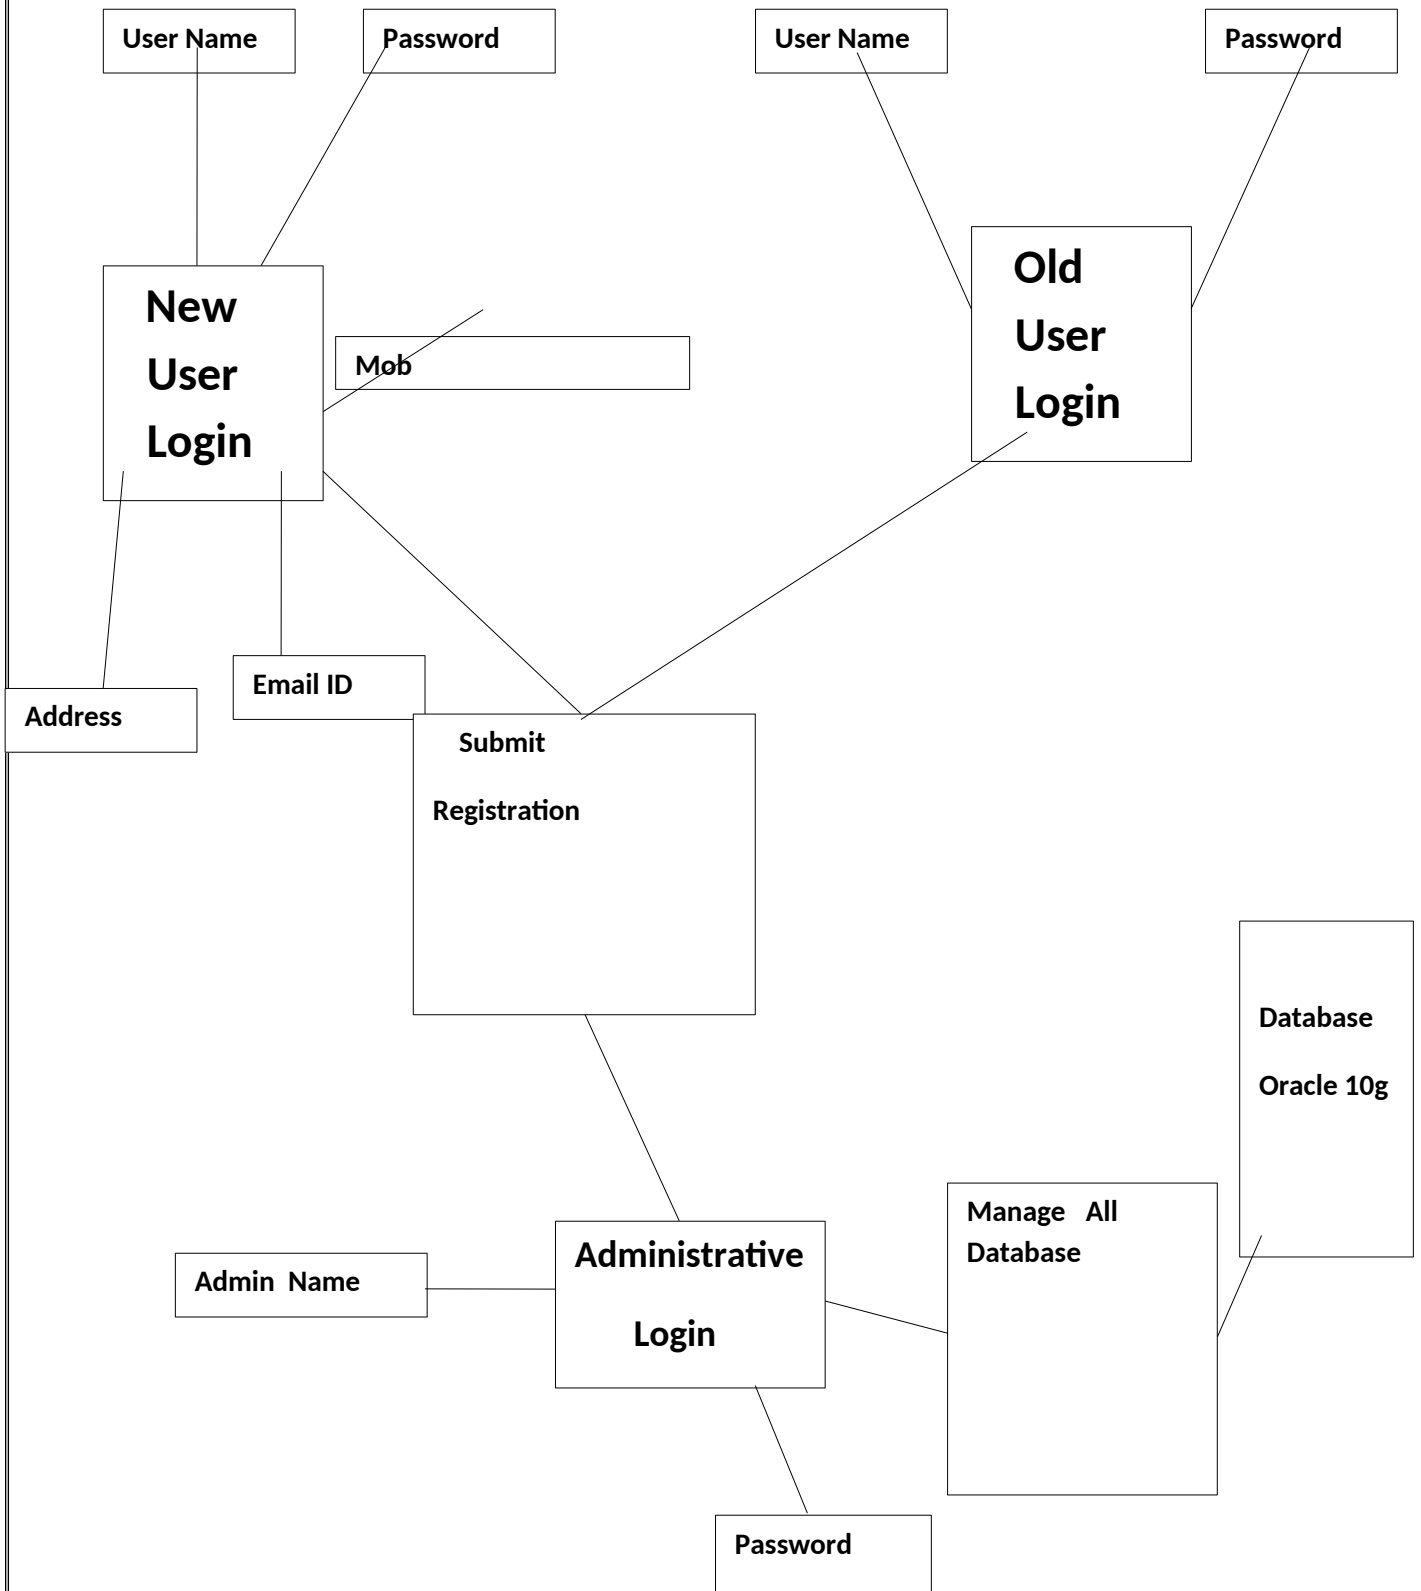 User Name
Password
User Name
Password
New
User
Login
Mob
Old
User
Login
Email ID
Address
Submit
Registration
Database
Oracle 10g
Manage All
Database
Administrative
Login
Admin Name
Password